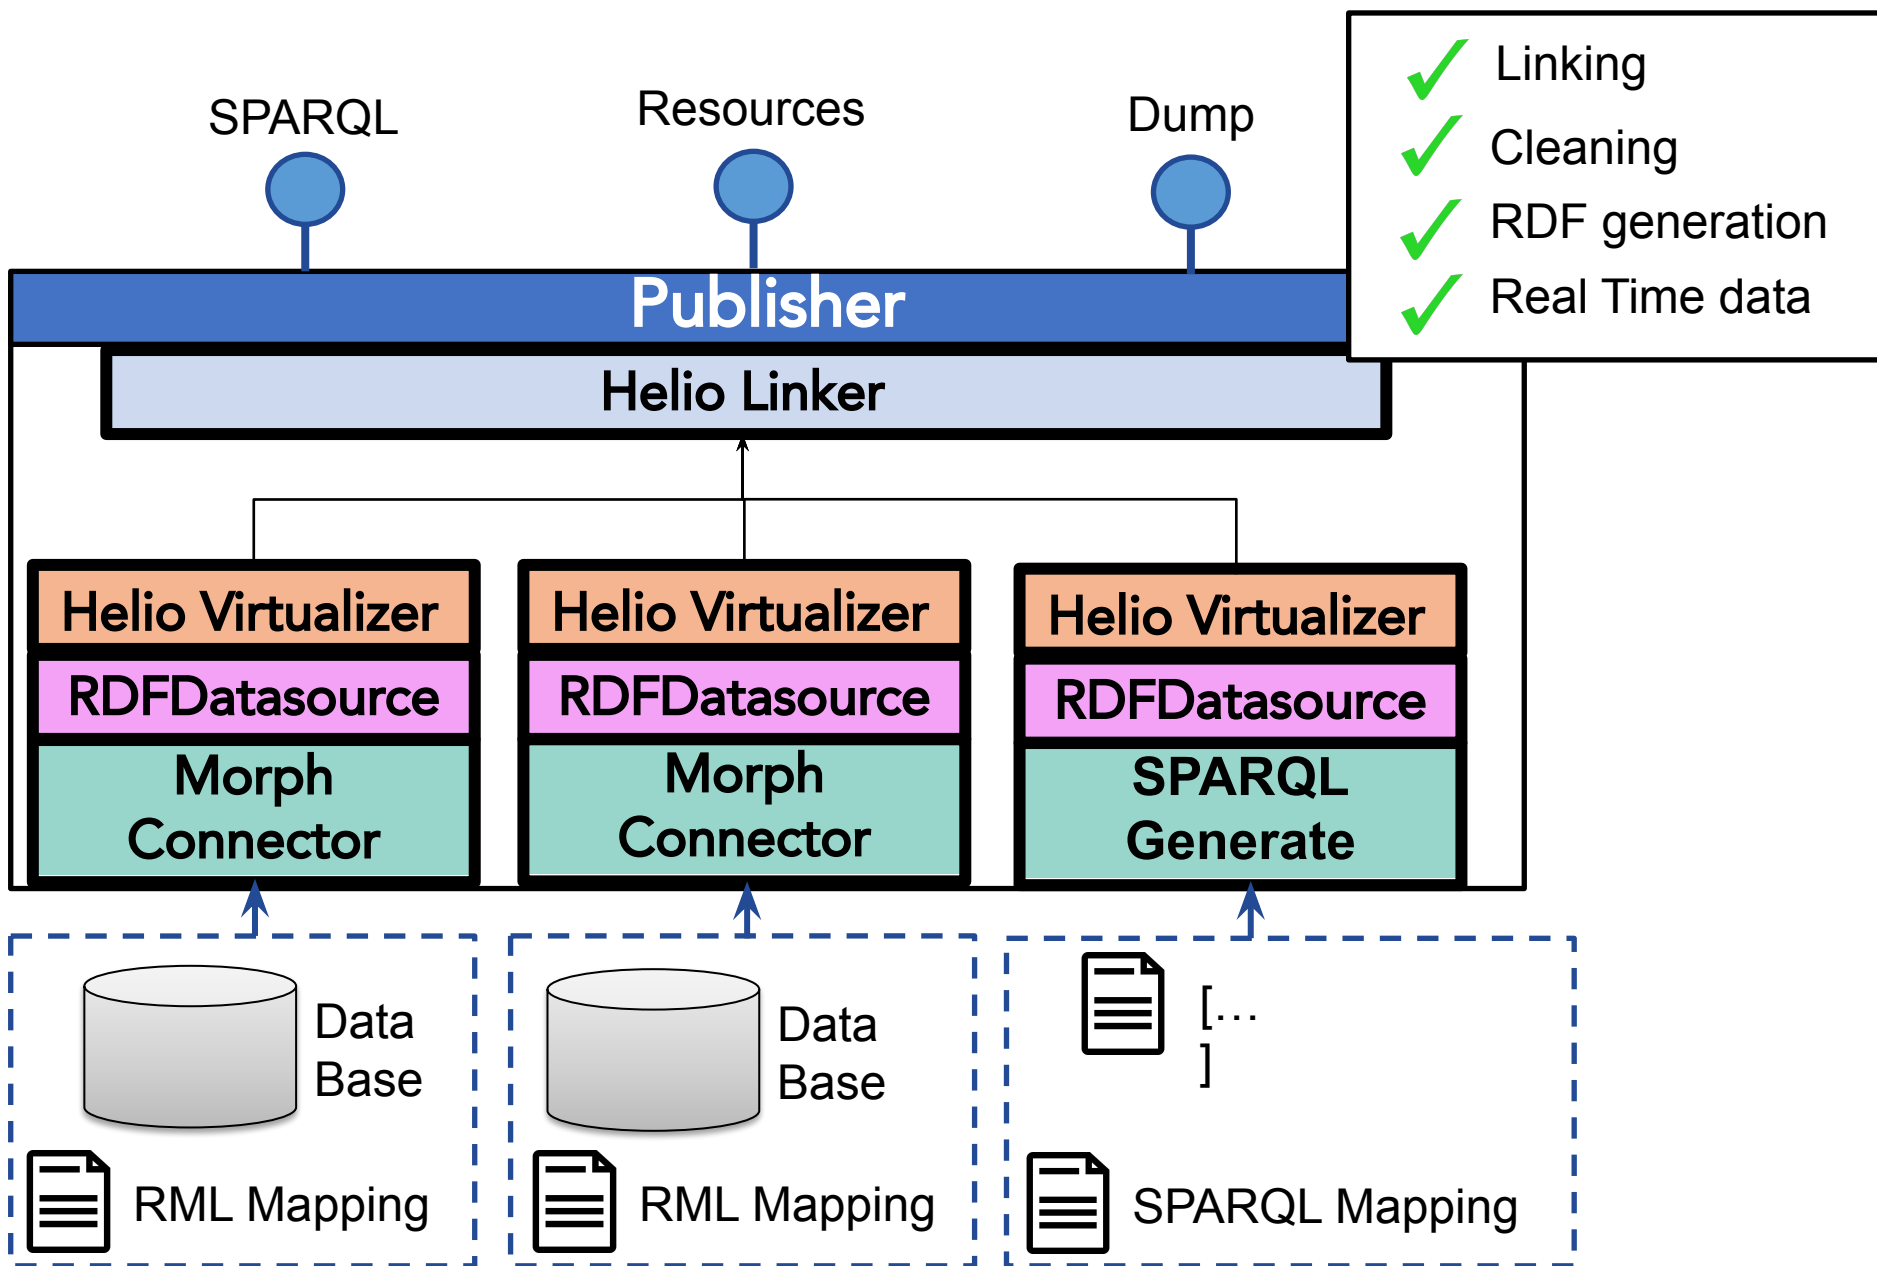 SPARQL
Resources
Dump
Linking
Cleaning
RDF generation
Real Time data
Publisher
Helio Linker
Helio Virtualizer
RDFDatasource
Morph
Connector
Helio Virtualizer
RDFDatasource
Morph
Connector
Helio Virtualizer
RDFDatasource
SPARQL
Generate
Data
Base
RML Mapping
Data
Base
RML Mapping
[...
]
SPARQL Mapping